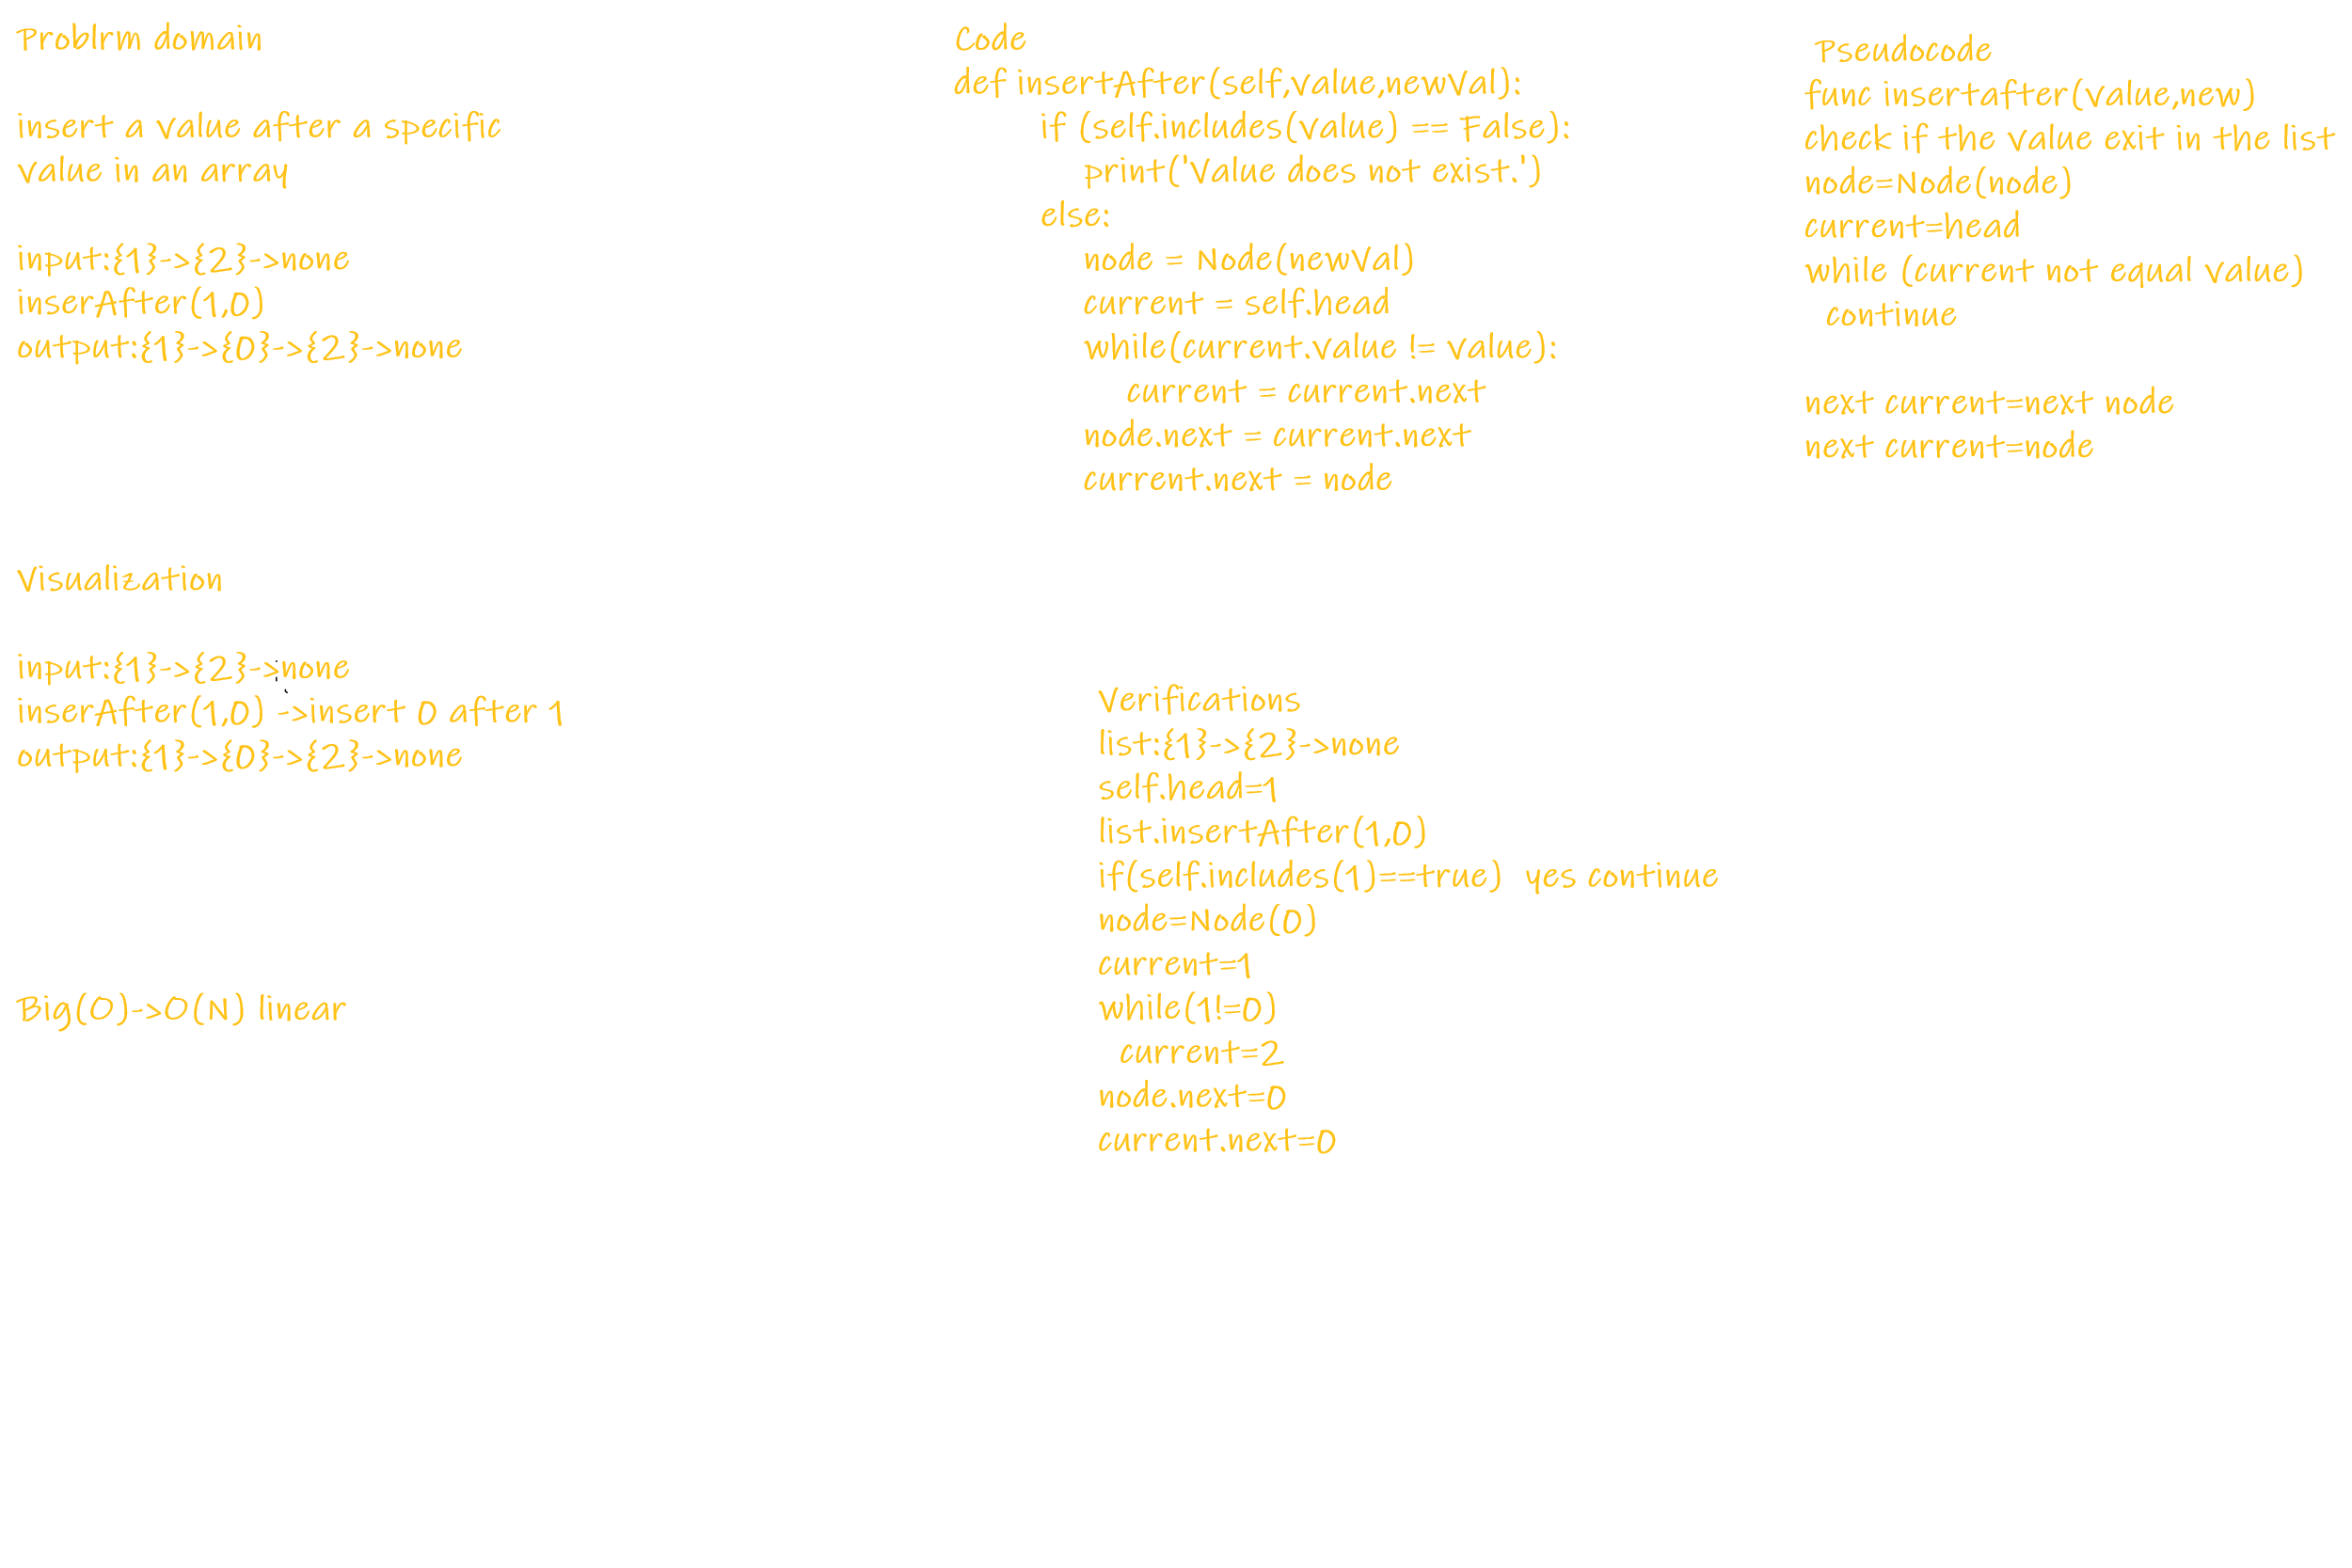 Problrm domain
insert a value after a specific
value in an array
input:{1}->{2}->none
inserAfter(1,0)
output:{1}->{0}->{2}->none
Visualization
input:{1}->{2}->none
inserAfter(1,0) ->insert 0 after 1
output:{1}->{0}->{2}->none
Big(O)->O(N) linear
Code
def insertAfter(self,value,newVal):
if (self.includes(value) == False):
print('Value does not exist.')
else:
node = Node(newVal)
current = self.head
while(current.value != value):
current = current.next
node.next = current.next
current.next = node
Verifications
list:{1}->{2}->none
self.head=1
list.insertAfter(1,0)
if(self.includes(1)==true)  yes continue
node=Node(0)
current=1
while(1!=0)
current=2
node.next=0
current.next=0
Pseudocode
func insertafter(value,new)
check if the value exit in the list
node=Node(node)
current=head
while (current not equal value)
continue
next current=next node
next current=node